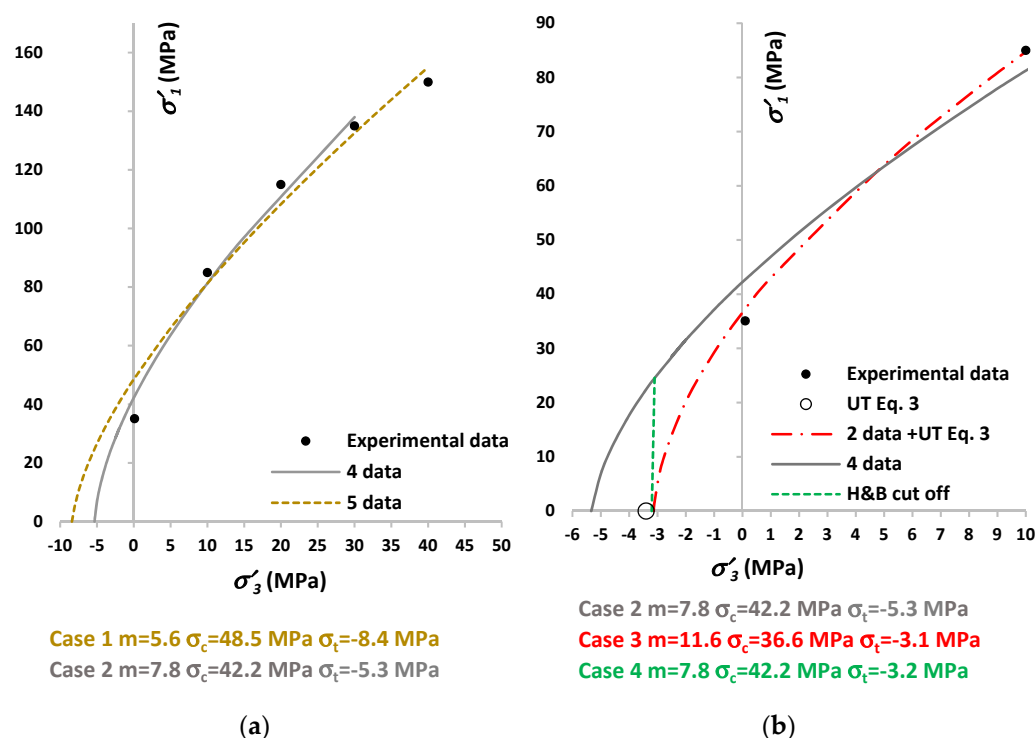 160
140
120
100
80
60
40
20
0
-10 -5 0 5 10 15 20 25 30 35 40 45 50
σ′1 (MPa)
σ′3 (MPa)
Experimental data
4 data
5 data
Case 1 m=5.6 σc=48.5 MPa σt=-8.4 MPa
Case 2 m=7.8 σc=42.2 MPa σt=-5.3 MPa
(a)
90
80
70
60
50
40
30
20
10
0
-6 -5 -4 -3 -2 -1 0 1 2 3 4 5 6 7 8 9 10
σ′1 (MPa)
σ′3 (MPa)
Experimental data
UT Eq. 3
2 data +UT Eq. 3
4 data
H&B cut off
Case 2 m=7.8 σc=42.2 MPa σt=-5.3 MPa
Case 3 m=11.6 σc=36.6 MPa σt=-3.1 MPa
Case 4 m=7.8 σc=42.2 MPa σt=-3.2 MPa
(b)